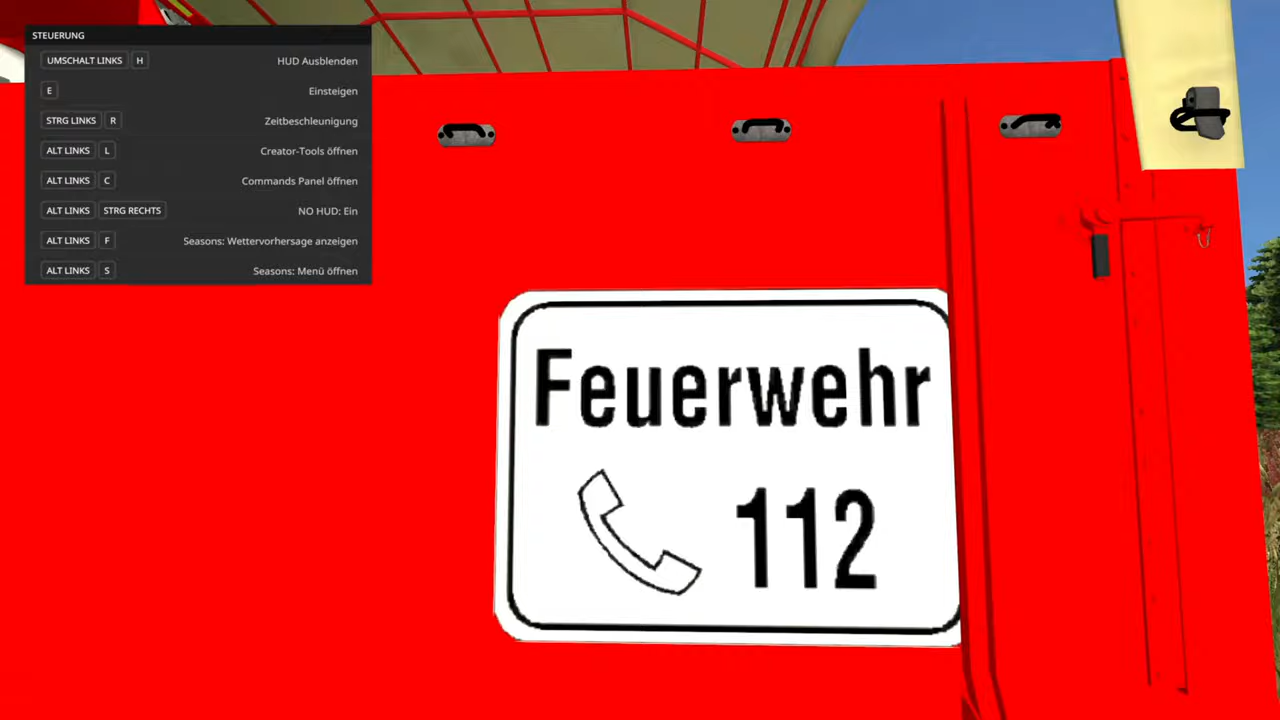 STEUERUNG
UMSCHALT LINKS H HUD Ausblenden
E Einsteigen
STRG LINKS R Zeitbeschleunigung
ALT LINKS L Creator-Tools öffnen
ALT LINKS C Commands Panel öffnen
ALT LINKS STRG RECHTS NO HUD: Ein
ALT LINKS F Seasons: Wettervorhersage anzeigen
ALT LINKS S Seasons: Menü öffnen
Feuerwehr
112